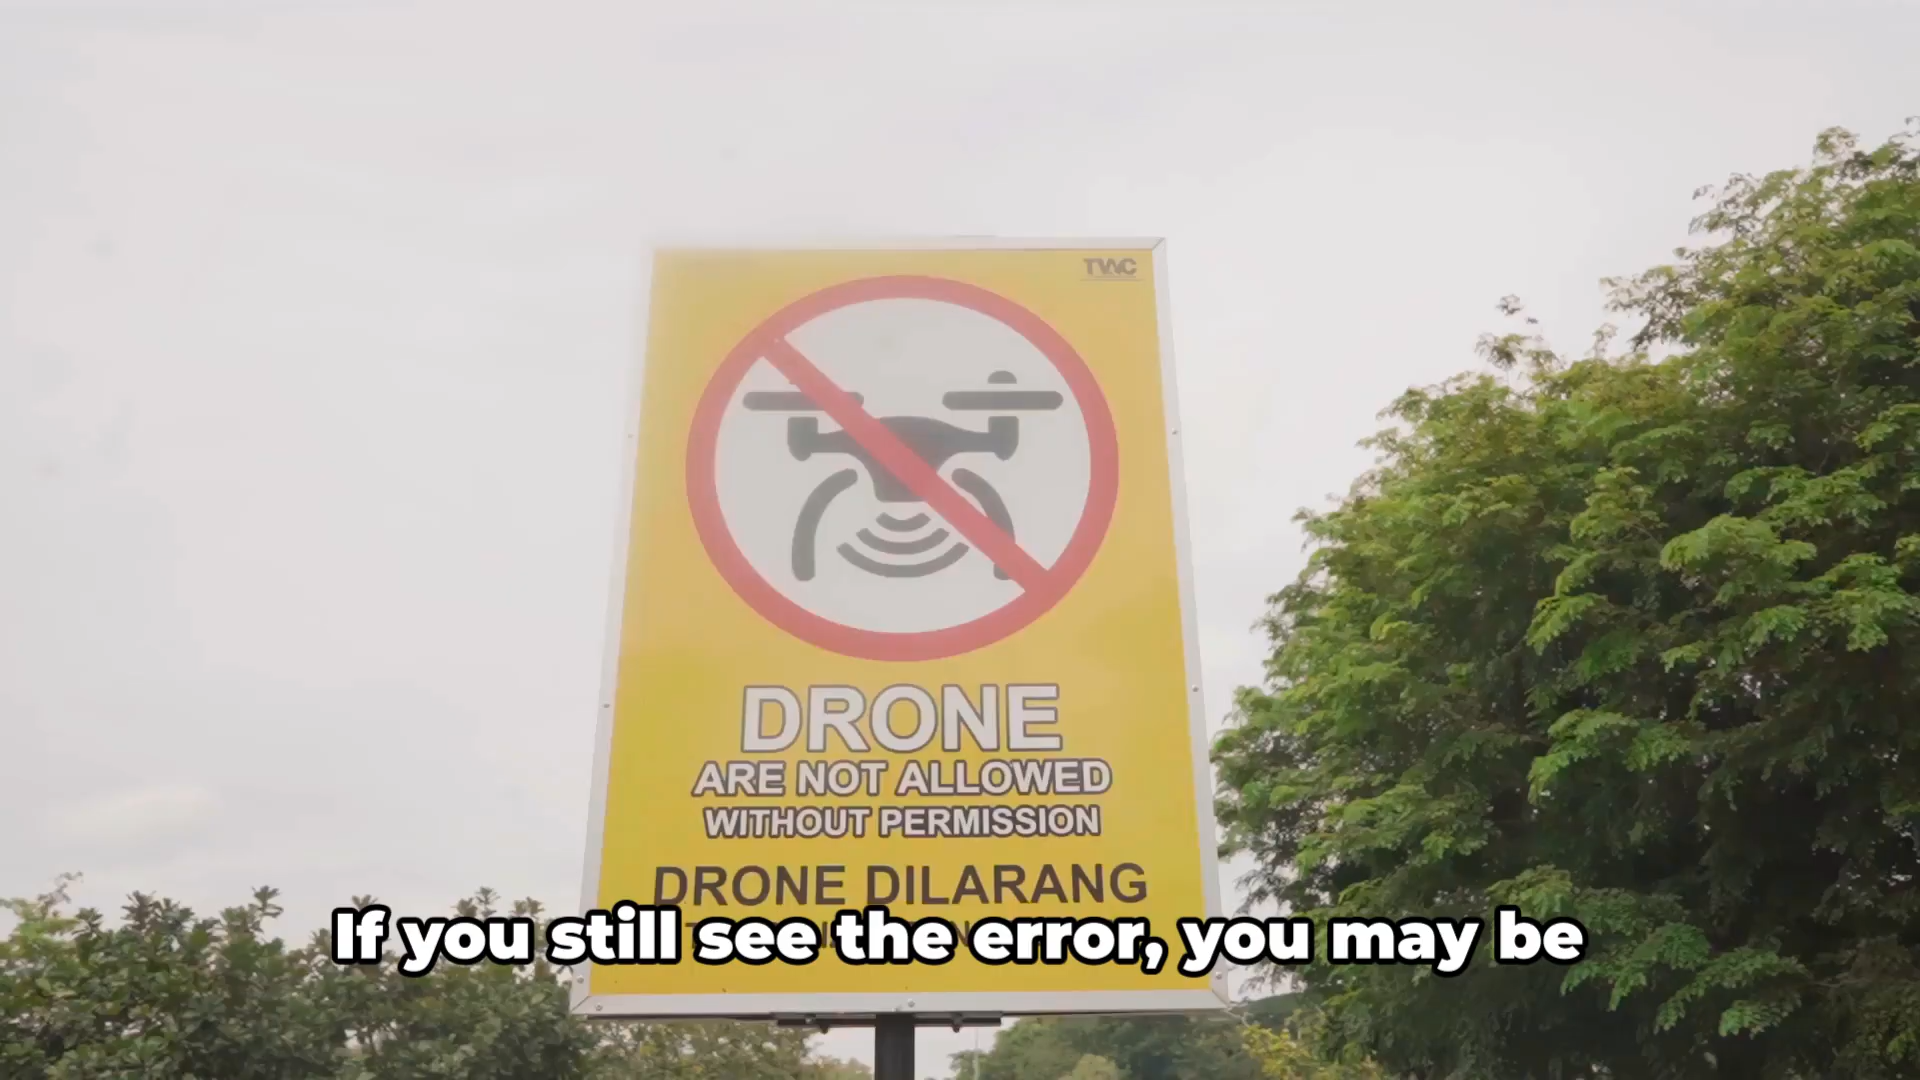 TWC
DRONE
ARE NOT ALLOWED
WITHOUT PERMISSION
DRONE DILARANG
If you still see the error, you may be